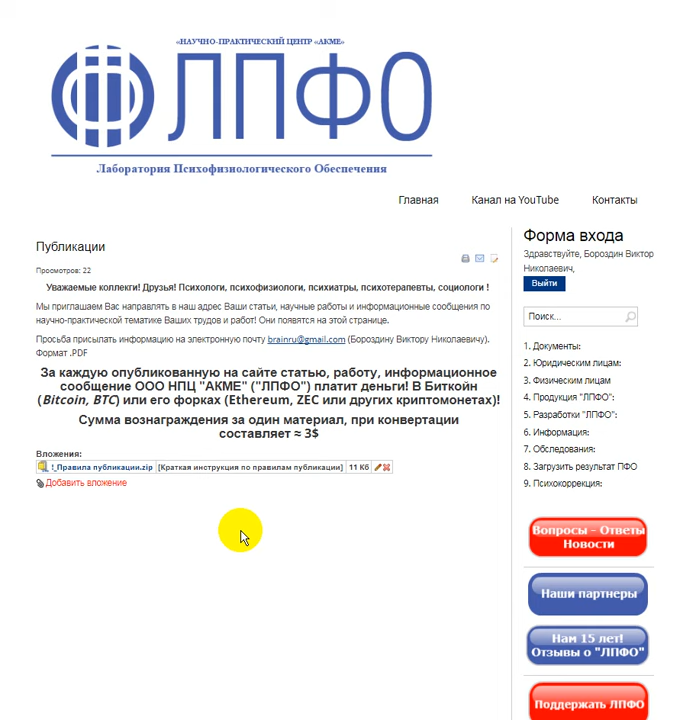 «НАУЧНО-ПРАКТИЧЕСКИЙ ЦЕНТР «АКМЕ»
ЛПФО
Лаборатория Психофизиологического Обеспечения
Главная Канал на YouTube Контакты
Публикации
Просмотров: 22
Уважаемые коллекги! Друзья! Психологи, психофизиологи, психиатры, психотерапевты, социологи !
Мы приглашаем Вас направлять в наш адрес Ваши статьи, научные работы и информационные сообщения по
научно-практической тематике Ваших трудов и работ! Они появятся на этой странице.
Просьба присылать информацию на электронную почту brainru@gmail.com (Бороздину Виктору Николаевичу).
Формат .PDF
За каждую опубликованную на сайте статью, работу, информационное
сообщение ООО НПЦ "АКМЕ" ("ЛПФО") платит деньги! В Биткойн
(Bitcoin, BTC) или его форках (Ethereum, ZEC или других криптомонетах)!
Сумма вознаграждения за один материал, при конвертации
составляет ≈ 3$
Вложения:
!_Правила публикации.zip [Краткая инструкция по правилам публикации] 11 Кб
Добавить вложение
Форма входа
Здравствуйте, Бороздин Виктор
Николаевич,
Выйти
Поиск...
1. Документы:
2. Юридическим лицам:
3. Физическим лицам
4. Продукция "ЛПФО":
5. Разработки "ЛПФО":
6. Информация:
7. Обследования:
8. Загрузить результат ПФО
9. Психокоррекция:
Вопросы - Ответы
Новости
Наши партнеры
Нам 15 лет!
Отзывы о "ЛПФО"
Поддержать ЛПФО